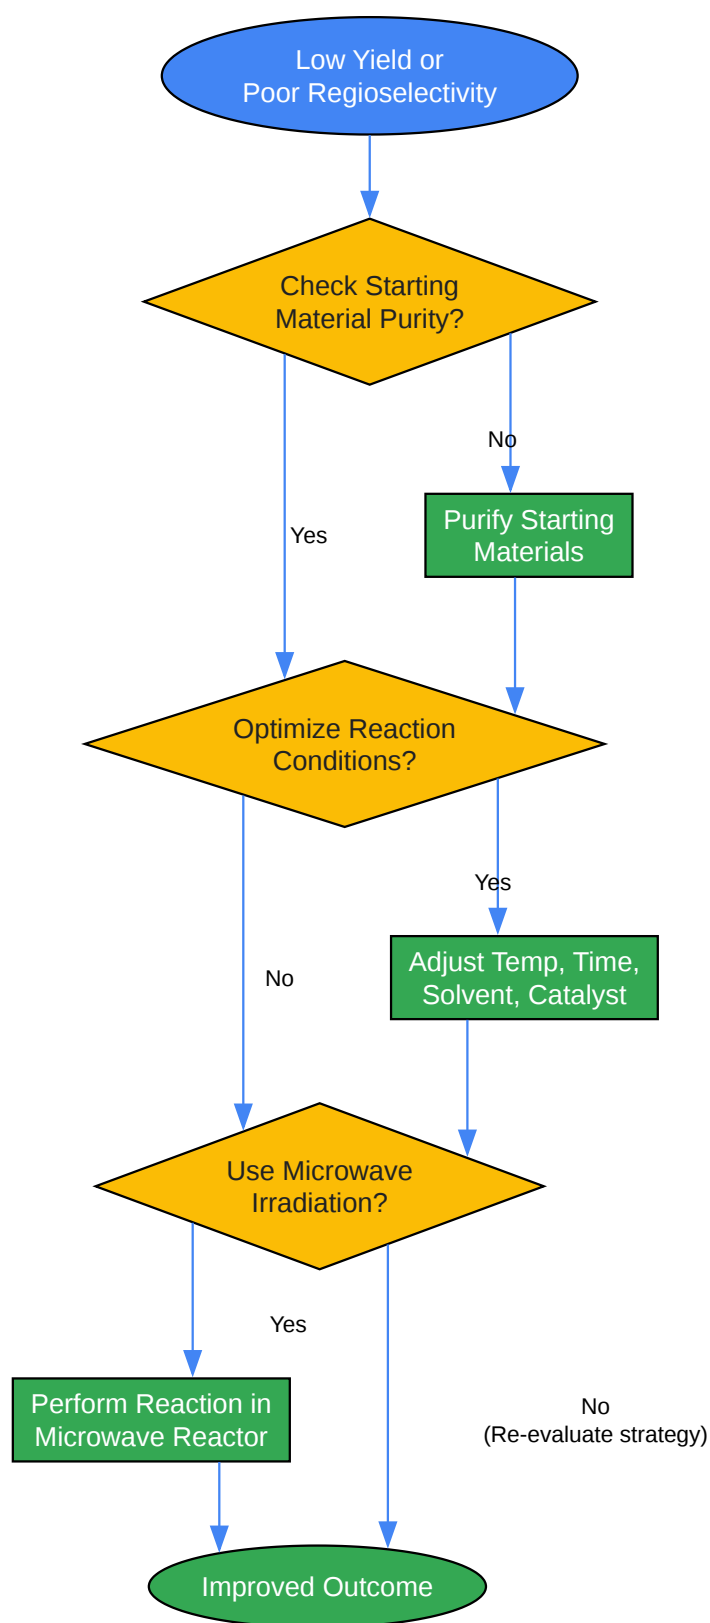 Low Yield or
Poor Regioselectivity
Check Starting
Material Purity?
No
Purify Starting
Materials
Yes
Optimize Reaction
Conditions?
Yes
Adjust Temp, Time,
Solvent, Catalyst
No
Use Microwave
Irradiation?
Yes
Perform Reaction in
Microwave Reactor
No
(Re-evaluate strategy)
Improved Outcome